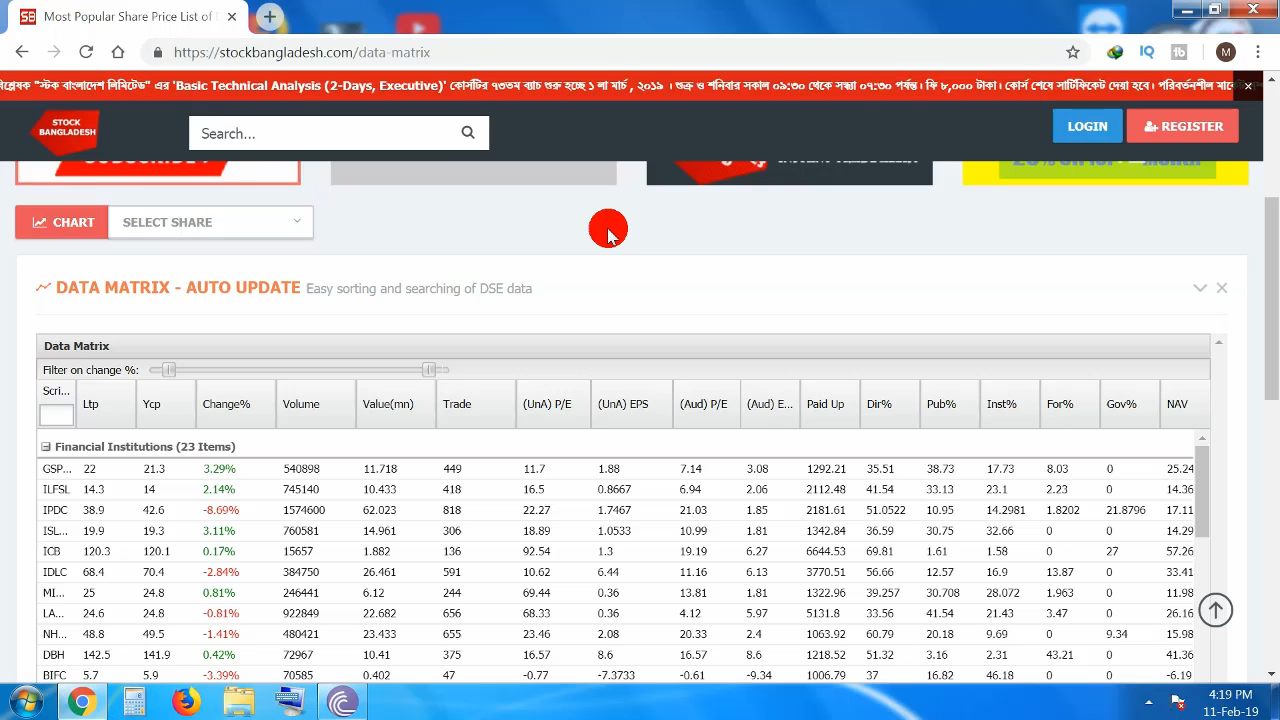 Most Popular Share Price List of
https://stockbangladesh.com/data-matrix
M
"স্টক বাংলাদেশ লিমিটেড" এর 'Basic Technical Analysis (2-Days, Executive)' কোর্সটির ৭৩তম ব্যাচ শুরু হচ্ছে ১ লা মার্চ , ২০১৯ । শুক্র ও শনিবার সকাল ০৯:৩০ থেকে সন্ধ্যা ০৭:৩০ পর্যন্ত। ফি ৮,০০০ টাকা। কোর্স শেষে সার্টিফিকেট দেয়া হবে। পরিবর্তনশীল
STOCK BANGLADESH
Search...
LOGIN
REGISTER
CHART
SELECT SHARE
DATA MATRIX - AUTO UPDATE Easy sorting and searching of DSE data
Data Matrix
Filter on change %:
Scri... Ltp Ycp Change% Volume Value(mn) Trade (UnA) P/E (UnA) EPS (Aud) P/E (Aud) E... Paid Up Dir% Pub% Inst% For% Gov% NAV
Financial Institutions (23 Items)
GSP... 22 21.3 3.29% 540898 11.718 449 11.7 1.88 7.14 3.08 1292.21 35.51 38.73 17.73 8.03 0 25.24
ILFSL 14.3 14 2.14% 745140 10.433 418 16.5 0.8667 6.94 2.06 2112.48 41.54 33.13 23.1 2.23 0 14.36
IPDC 38.9 42.6 -8.69% 1574600 62.023 818 22.27 1.7467 21.03 1.85 2181.61 51.0522 10.95 14.2981 1.8202 21.8796 17.11
ISL... 19.9 19.3 3.11% 760581 14.961 306 18.89 1.0533 10.99 1.81 1342.84 36.59 30.75 32.66 0 0 14.29
ICB 120.3 120.1 0.17% 15657 1.882 136 92.54 1.3 19.19 6.27 6644.53 69.81 1.61 1.58 0 27 57.26
IDLC 68.4 70.4 -2.84% 384750 26.461 591 10.62 6.44 11.16 6.13 3770.51 56.66 12.57 16.9 13.87 0 33.41
MI... 25 24.8 0.81% 246441 6.12 244 69.44 0.36 13.81 1.81 1322.96 39.257 30.708 28.072 1.963 0 11.98
LA... 24.6 24.8 -0.81% 922849 22.682 656 68.33 0.36 4.12 5.97 5131.8 33.56 41.54 21.43 3.47 0 26.16
NH... 48.8 49.5 -1.41% 480421 23.433 655 23.46 2.08 20.33 2.4 1063.92 60.79 20.18 9.69 0 9.34 15.98
DBH 142.5 141.9 0.42% 72967 10.41 375 16.57 8.6 16.57 8.6 1218.52 51.32 3.16 2.31 43.21 0 41.36
BIFC 5.7 5.9 -3.39% 70585 0.402 47 -0.77 -7.3733 -0.61 -9.34 1006.79 37 16.82 46.18 0 0 -6.19
4:19 PM
11-Feb-19